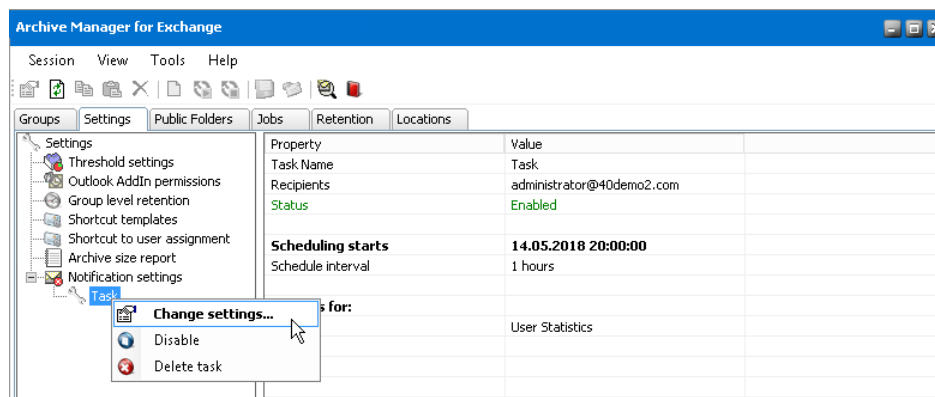 Archive Manager for Exchange
Session View Tools Help
Groups Settings Public Folders Jobs Retention Locations
Settings
Threshold settings
Outlook AddIn permissions
Group level retention
Shortcut templates
Shortcut to user assignment
Archive size report
Notification settings
Task
Change settings...
Disable
Delete task
Property Value
Task Name Task
Recipients administrator@40demo2.com
Status Enabled
Scheduling starts 14.05.2018 20:00:00
Schedule interval 1 hours
s for:
User Statistics